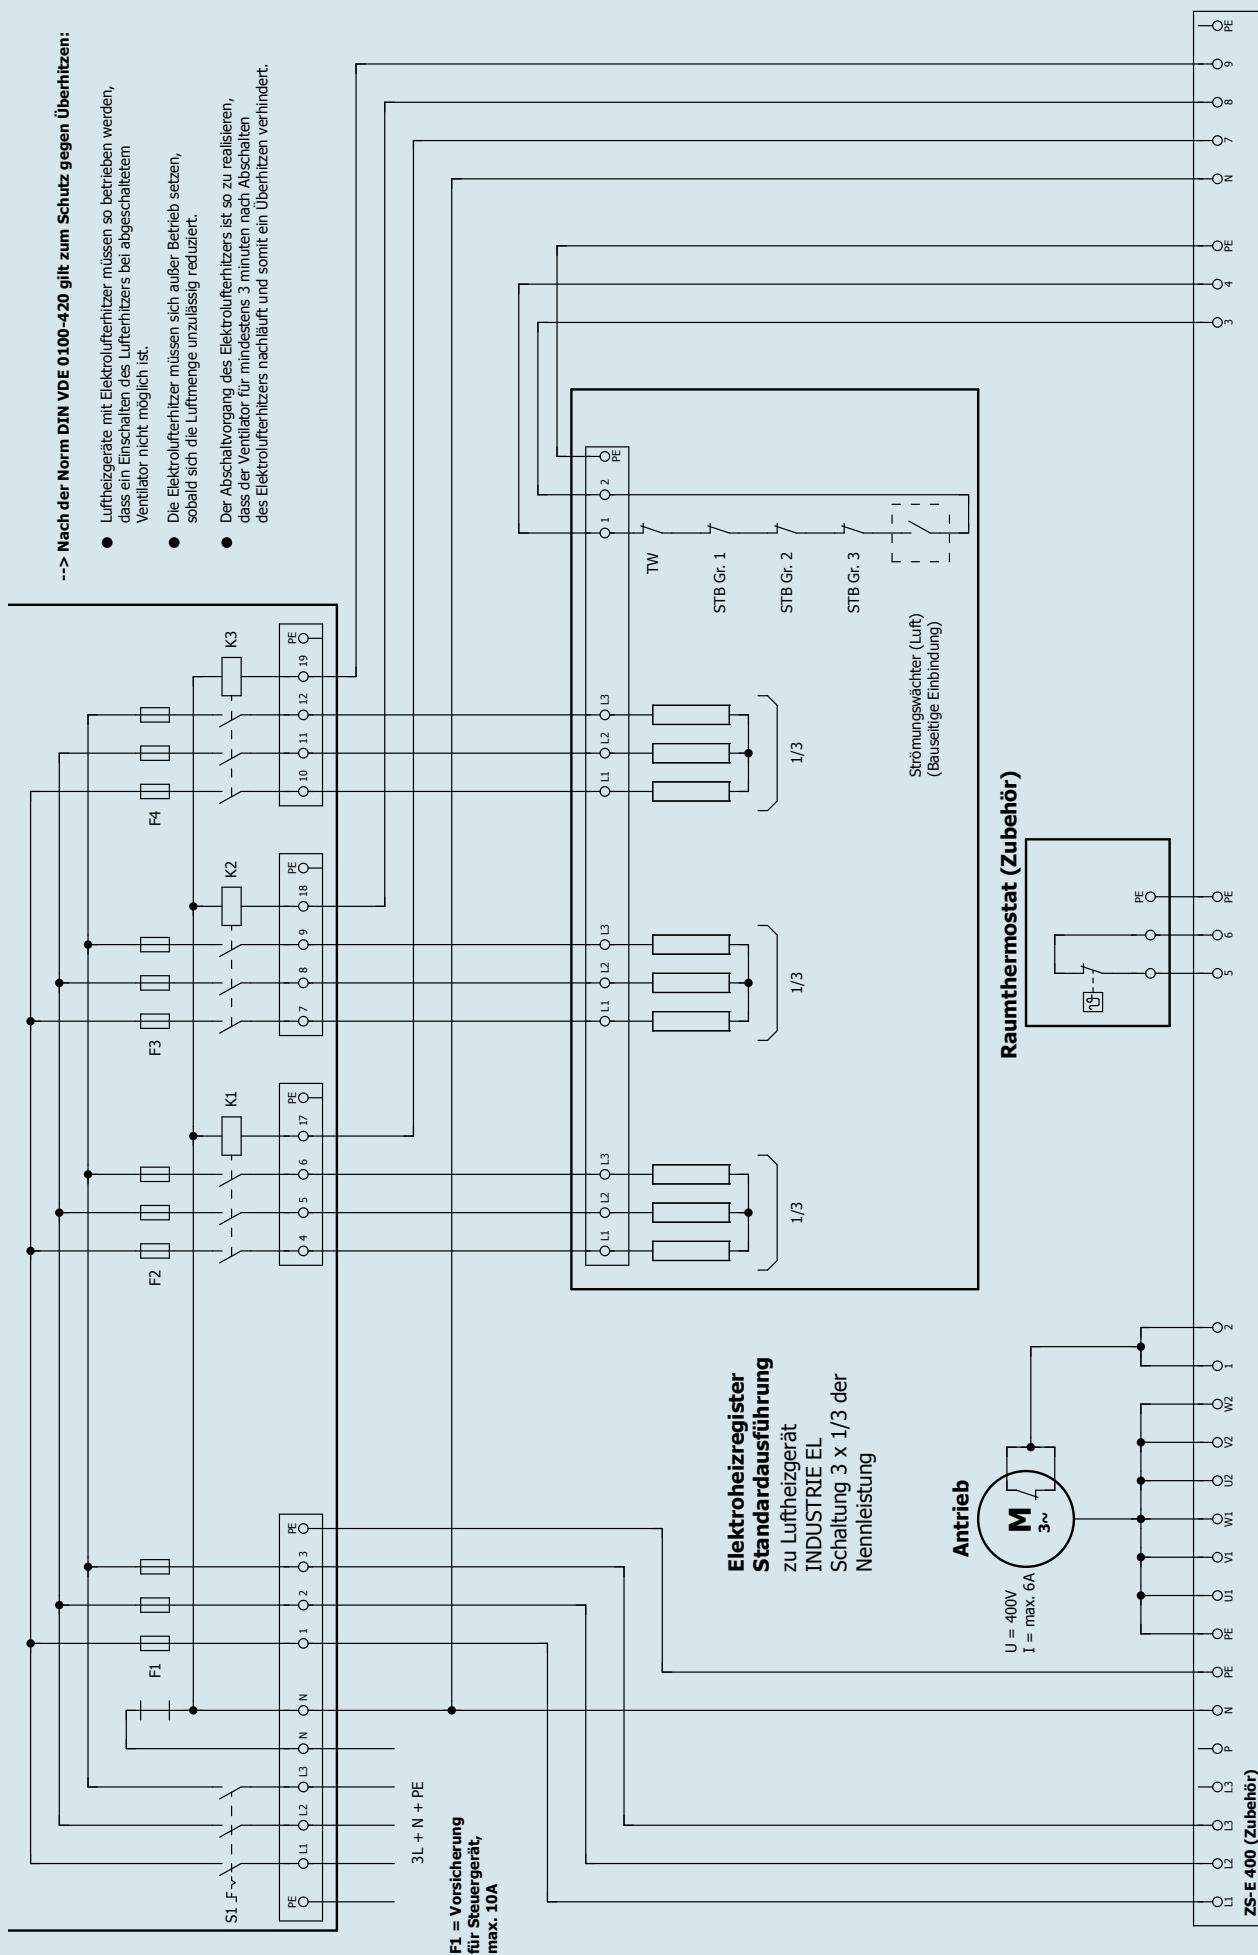 --> Nach der Norm DIN VDE 0100-420 gilt zum Schutz gegen Überhitzen:
● Luftheizgeräte mit Elektrolufterhitzer müssen so betrieben werden,
dass ein Einschalten des Lufterhitzers bei abgeschaltetem
Ventilator nicht möglich ist.
● Die Elektrolufterhitzer müssen sich außer Betrieb setzen,
sobald sich die Luftmenge unzulässig reduziert.
● Der Abschaltvorgang des Elektrolufterhitzers ist so zu realisieren,
dass der Ventilator für mindestens 3 minuten nach Abschalten
des Elektrolufterhitzers nachläuft und somit ein Überhitzen verhindert.
F1 F2 F3 F4
S1 K1 K2 K3
PE L1 L2 L3 N N 1 2 3 PE 4 5 6 17 PE 7 8 9 18 PE 10 11 12 19 PE
3L + N + PE
F1 = Vorsicherung
für Steuergerät,
max. 10A
L1 L2 L3 L1 L2 L3 L1 L2 L3 1 2 PE
TW
STB Gr. 1
STB Gr. 2
STB Gr. 3
1/3 1/3 1/3
Strömungswächter (Luft)
(Bauseitige Einbindung)
Elektroheizregister
Standardausführung
zu Luftheizgerät
INDUSTRIE EL
Schaltung 3 x 1/3 der
Nennleistung
Antrieb
M
3~
U = 400V
I = max. 6A
Raumthermostat (Zubehör)
ϑ
PE
L1 L2 L3 L3 P N PE PE U1 V1 W1 U2 V2 W2 1 2 5 6 PE 3 4 PE N 7 8 9 PE
ZS-E 400 (Zubehör)